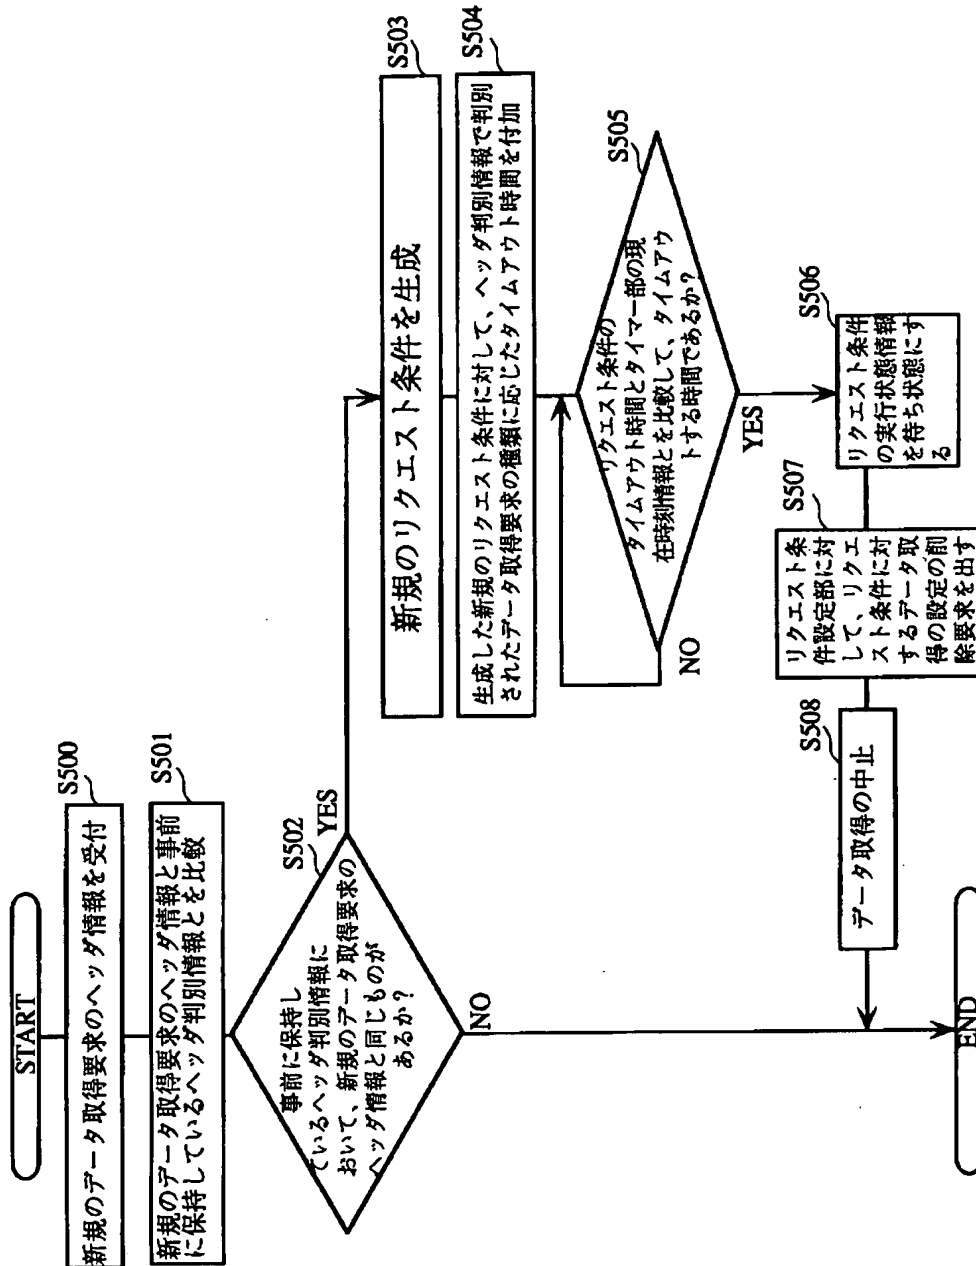 START
S500
新規のデータ取得要求のヘッダ情報を受付
S501
新規のデータ取得要求のヘッダ情報と事前
に保持しているヘッダ判別情報とを比較
S502
事前に保持し
ているヘッダ判別情報に
おいて、新規のデータ取得要求の
ヘッダ情報と同じものが
あるか?
YES
NO
S503
新規のリクエスト条件を生成
S504
生成した新規のリクエスト条件に対して、ヘッダ判別情報で判別
されたデータ取得要求の種類に応じたタイムアウト時間を付加
S505
リクエスト条件の
タイムアウト時間とタイマー部の現
在時刻情報とを比較して、タイムアウ
トする時間であるか?
NO
YES
S506
リクエスト条件
の実行状態情報
を待ち状態にす
る
S507
リクエスト条
件設定部に対
して、リクエ
スト条件に対
するデータ取
得の設定の削
除要求を出す
S508
データ取得の中止
END